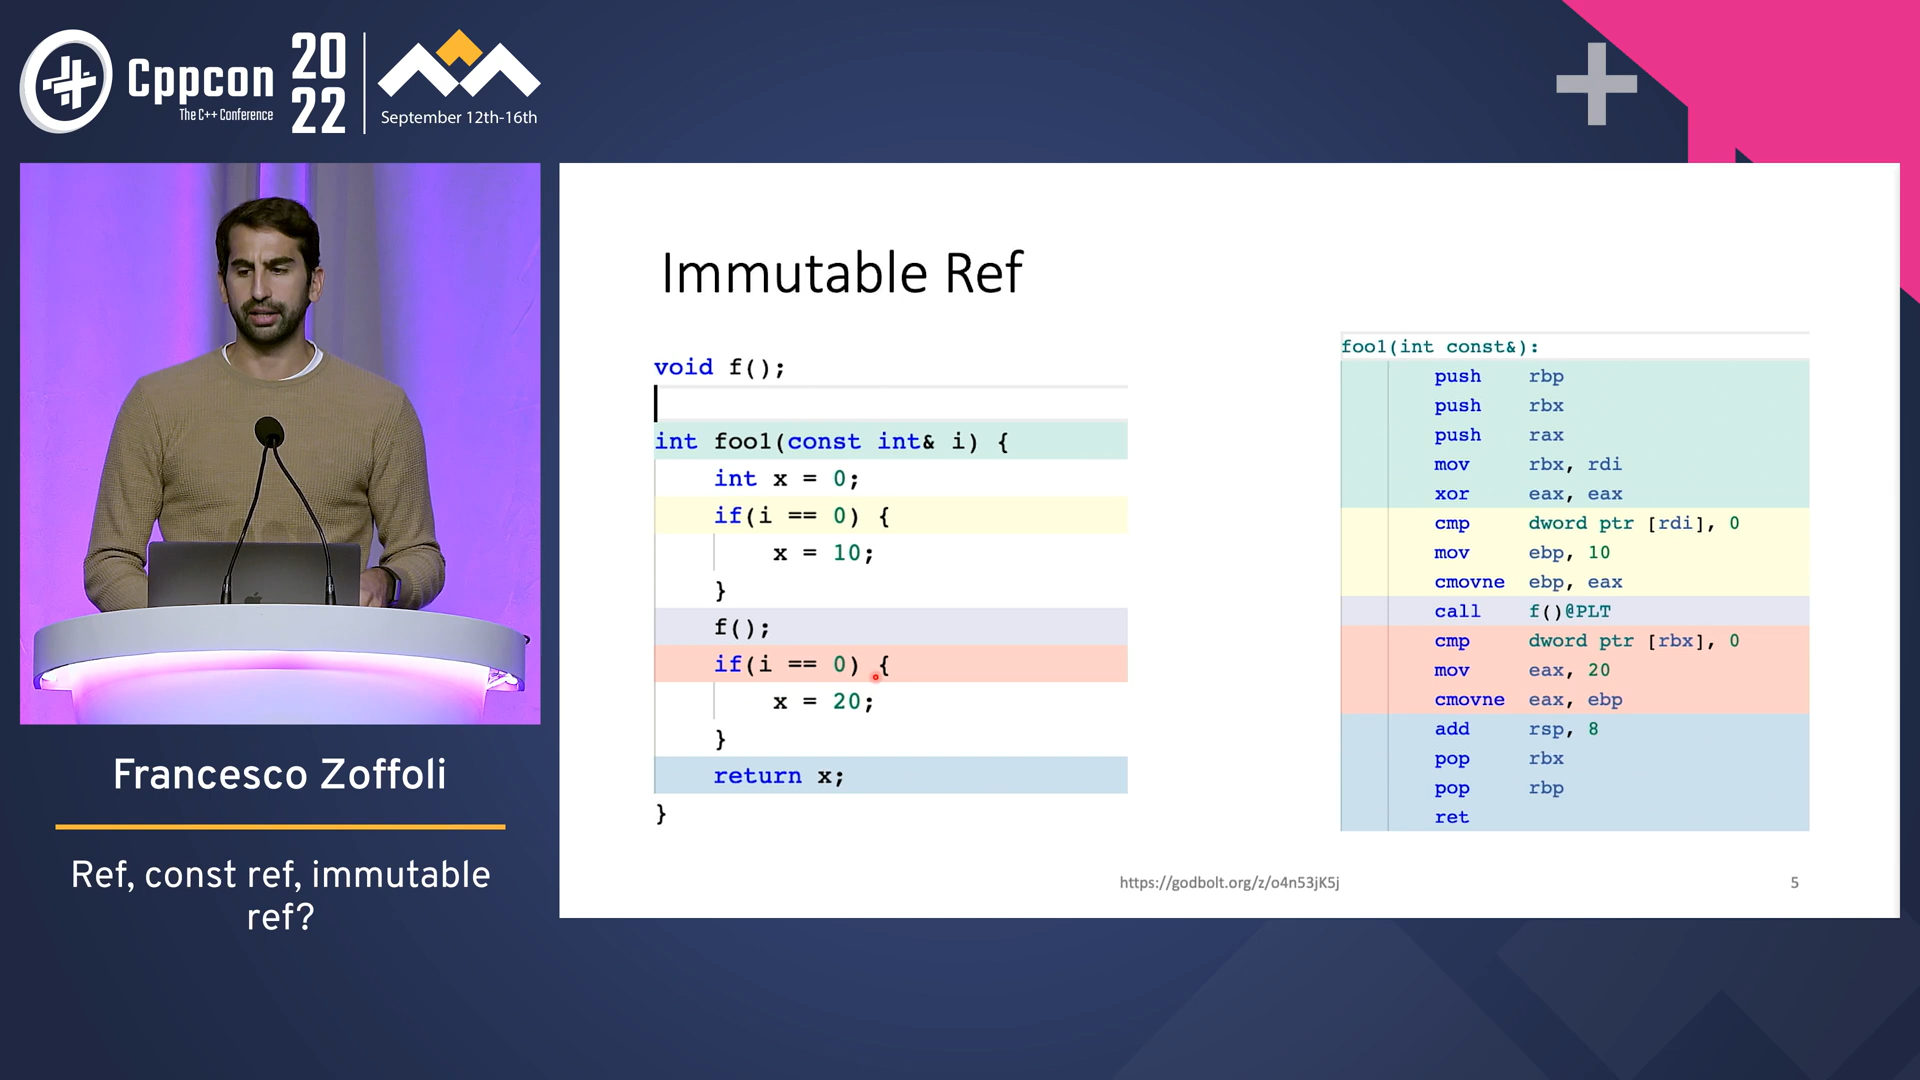 Cppcon
The C++ Conference
20
22
September 12th-16th
Francesco Zoffoli
Ref, const ref, immutable
ref?
Immutable Ref
void f();
int foo1(const int& i) {
int x = 0;
if(i == 0) {
x = 10;
}
f();
if(i == 0) {
x = 20;
}
return x;
}
foo1(int const&):
push rbp
push rbx
push rax
mov rbx, rdi
xor eax, eax
cmp dword ptr [rdi], 0
mov ebp, 10
cmovne ebp, eax
call f()@PLT
cmp dword ptr [rbx], 0
mov eax, 20
cmovne eax, ebp
add rsp, 8
pop rbx
pop rbp
ret
https://godbolt.org/z/o4n53jK5j
5